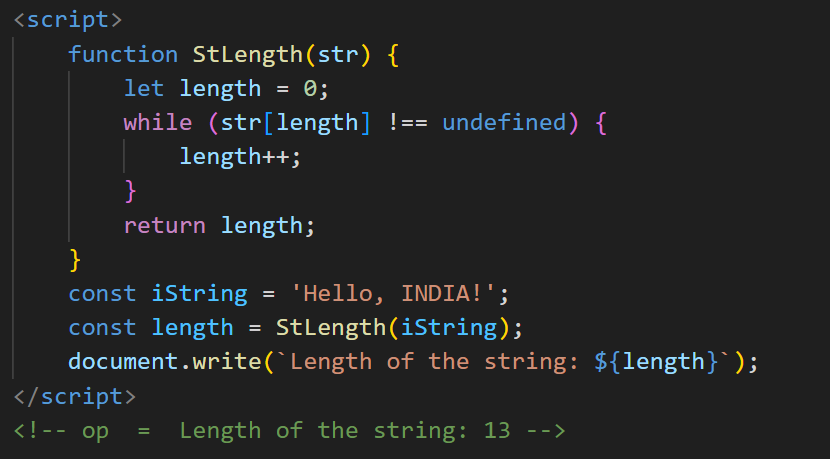 <script>
    function StLength(str) {
        let length = 0;
        while (str[length] !== undefined) {
            length++;
        }
        return length;
    }
    const iString = 'Hello, INDIA!';
    const length = StLength(iString);
    document.write(`Length of the string: ${length}`);
</script>
<!-- op  =  Length of the string: 13 -->